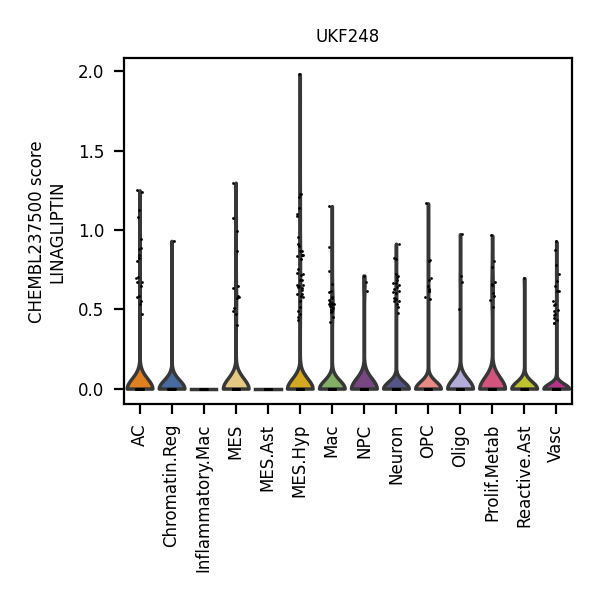 UKF248
CHEMBL237500 score
LINAGLIPTIN
2.0
1.5
1.0
0.5
0.0
AC
Chromatin.Reg
Inflammatory.Mac
MES
MES.Ast
MES.Hyp
Mac
NPC
Neuron
OPC
Oligo
Prolif.Metab
Reactive.Ast
Vasc